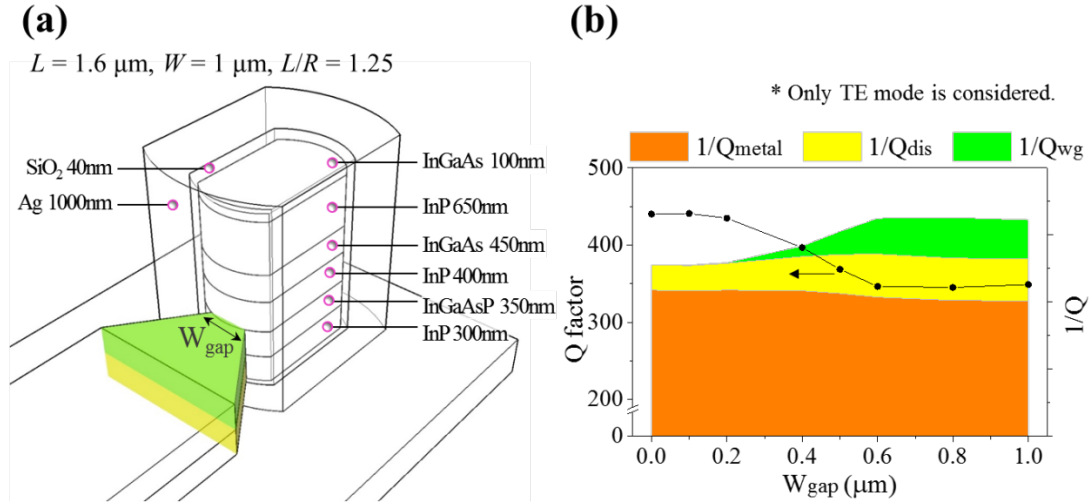 (a)
L = 1.6 μm, W = 1 μm, L/R = 1.25
SiO2 40nm
Ag 1000nm
InGaAs 100nm
InP 650nm
InGaAs 450nm
InP 400nm
InGaAsP 350nm
InP 300nm
Wgap
(b)
* Only TE mode is considered.
1/Qmetal 1/Qdis 1/Qwg
500
400
300
200
0
Q factor
1/Q
0.0 0.2 0.4 0.6 0.8 1.0
Wgap (μm)